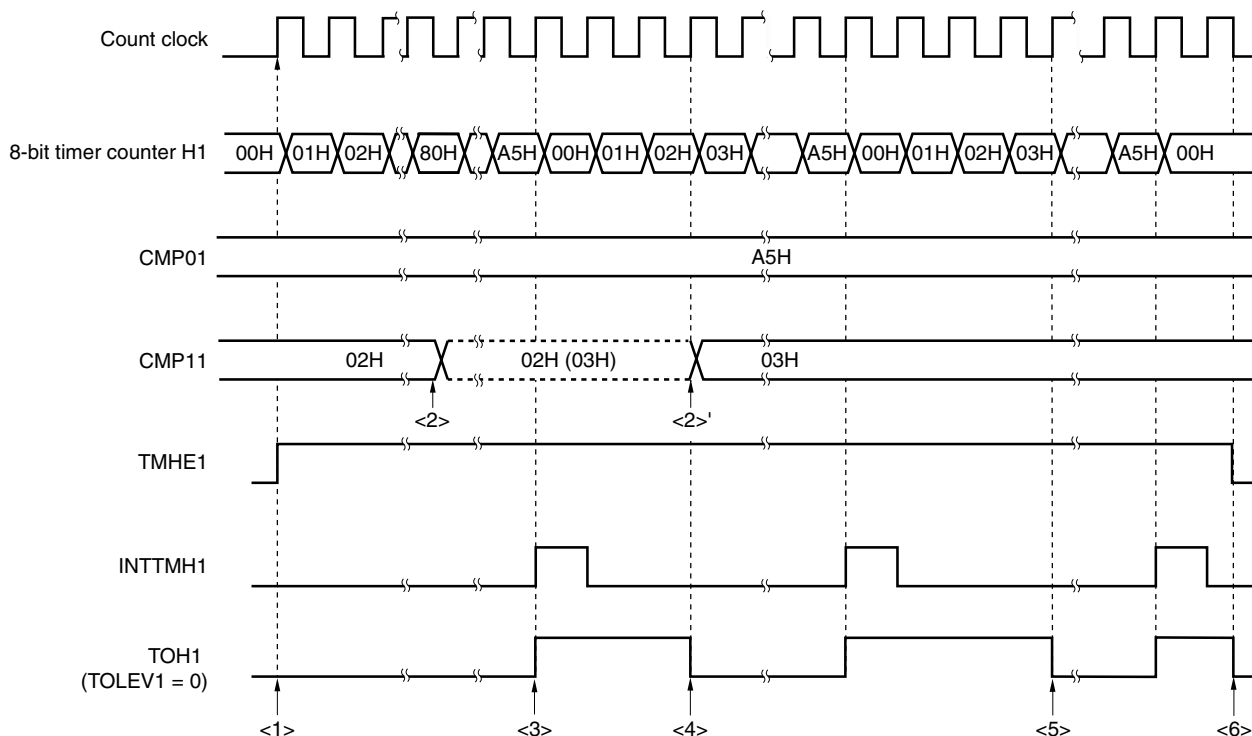 Count clock
8-bit timer counter H1 00H 01H 02H 80H A5H 00H 01H 02H 03H A5H 00H 01H 02H 03H A5H 00H
CMP01 A5H
CMP11 02H 02H (03H) 03H
<2> <2>'
TMHE1
INTTMH1
TOH1
(TOLEV1 = 0)
<1> <3> <4> <5> <6>